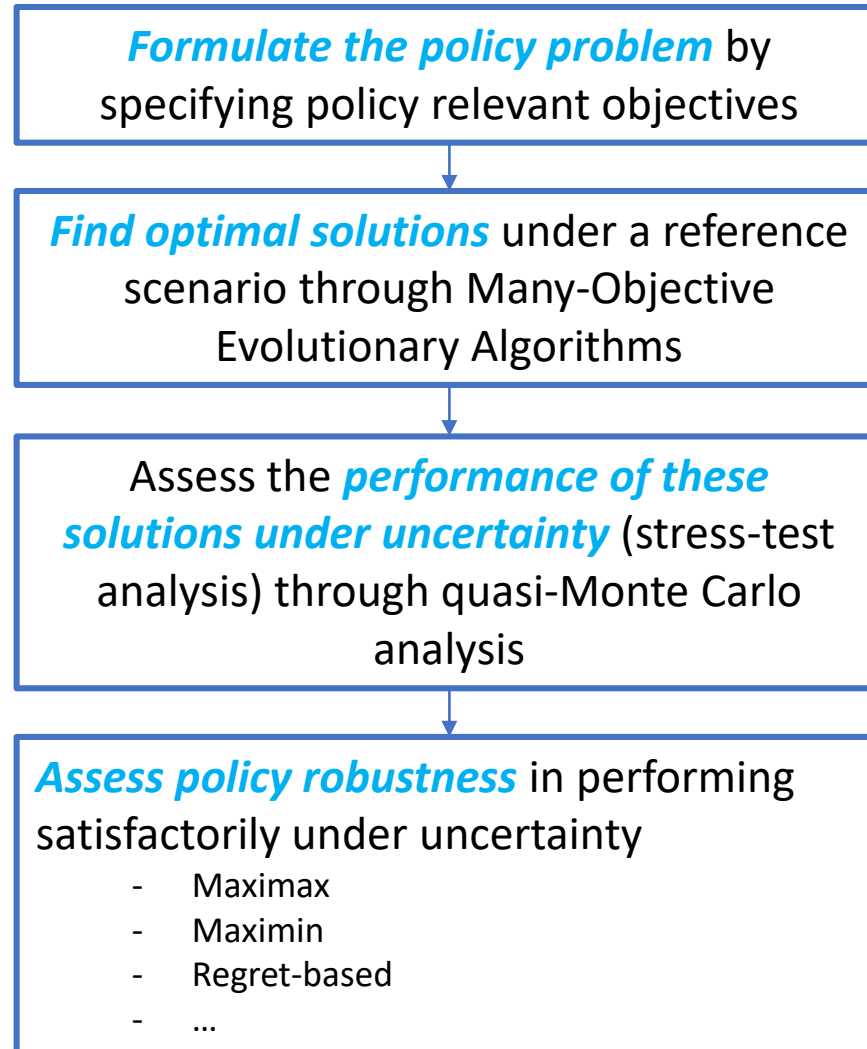 Formulate the policy problem by
specifying policy relevant objectives
Find optimal solutions under a reference
scenario through Many-Objective
Evolutionary Algorithms
Assess the performance of these
solutions under uncertainty (stress-test
analysis) through quasi-Monte Carlo
analysis
Assess policy robustness in performing
satisfactorily under uncertainty
- Maximax
- Maximin
- Regret-based
- …